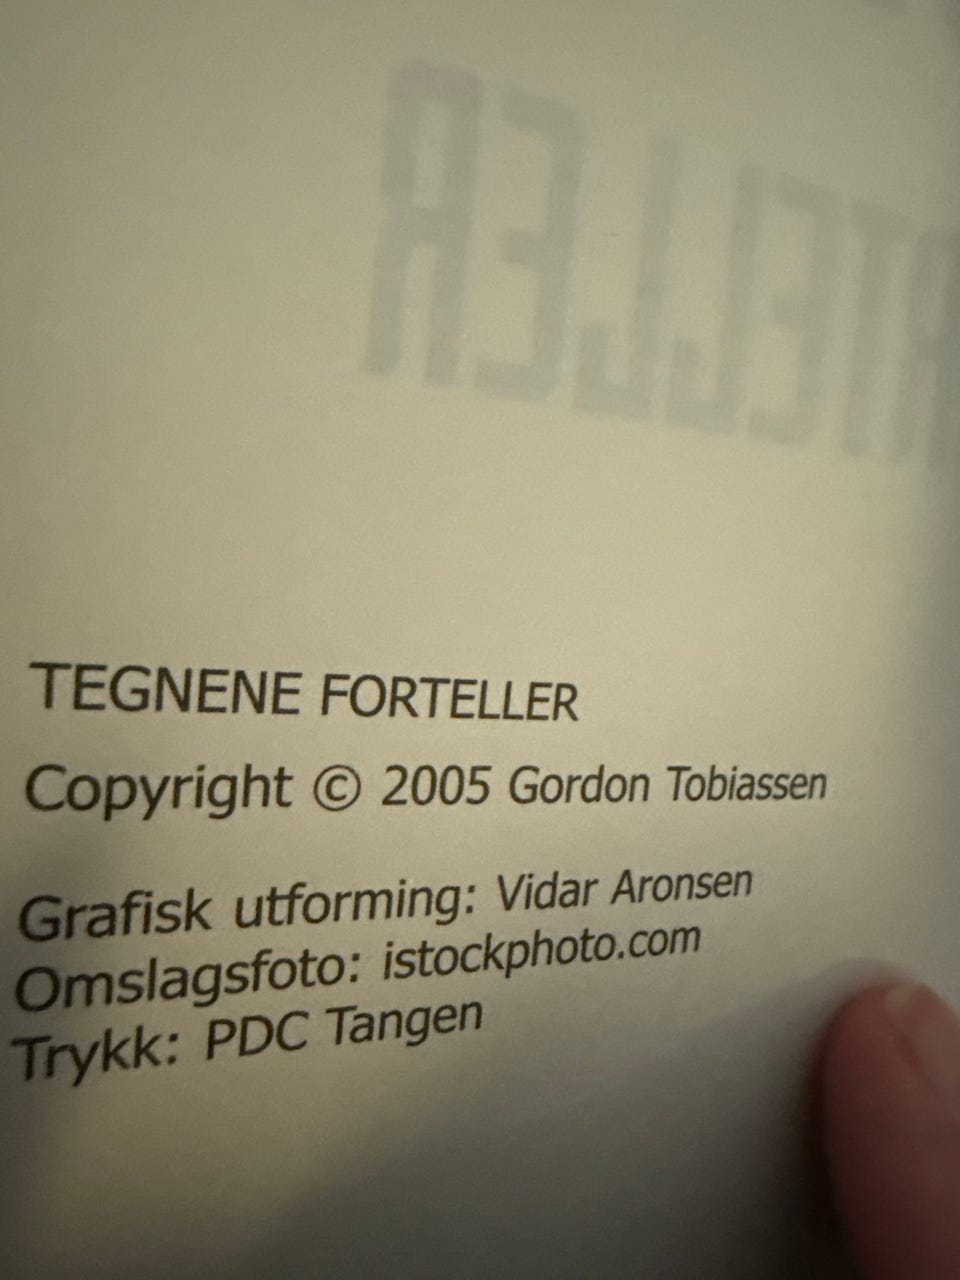 TEGNENE FORTELLER
Copyright © 2005 Gordon Tobiassen
Grafisk utforming: Vidar Aronsen
Omslagsfoto: istockphoto.com
Trykk: PDC Tangen